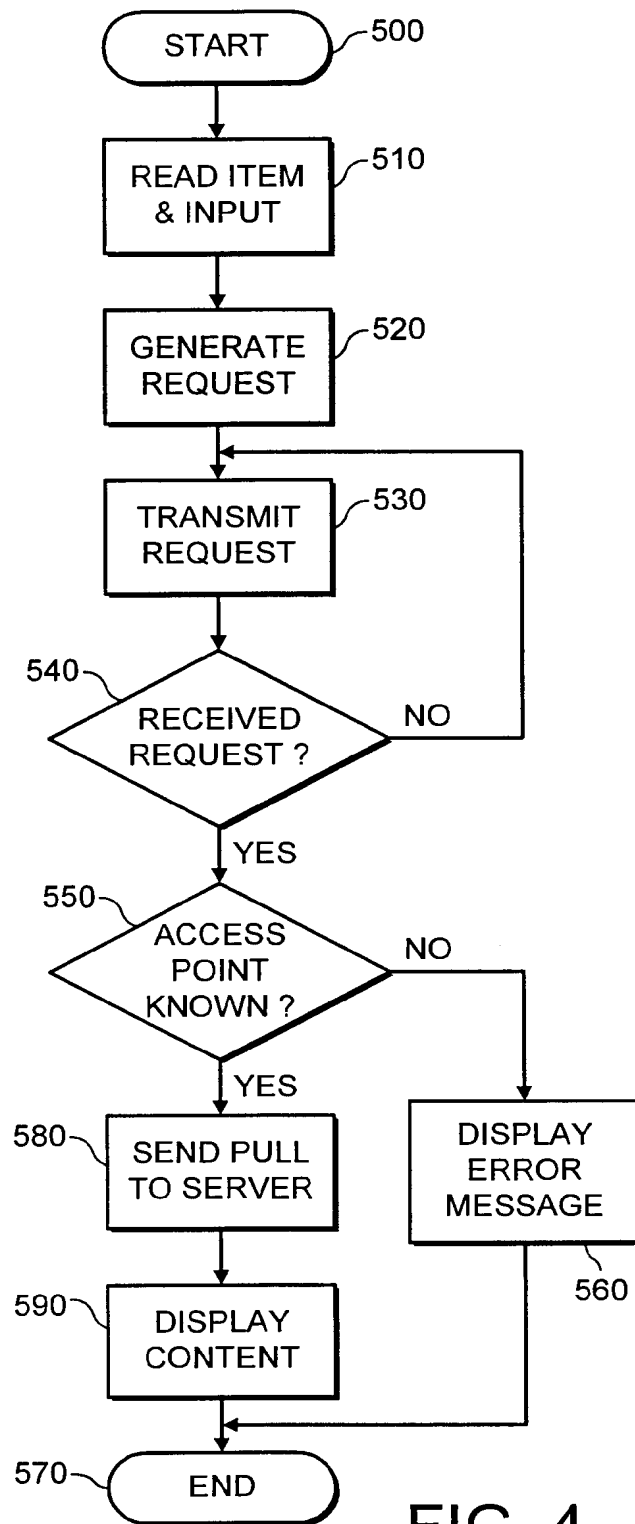 START
500
READ ITEM
& INPUT
510
GENERATE
REQUEST
520
TRANSMIT
REQUEST
530
540
RECEIVED
REQUEST ?
NO
YES
550
ACCESS
POINT
KNOWN ?
NO
YES
580
SEND PULL
TO SERVER
DISPLAY
ERROR
MESSAGE
560
590
DISPLAY
CONTENT
570
END
FIG. 4